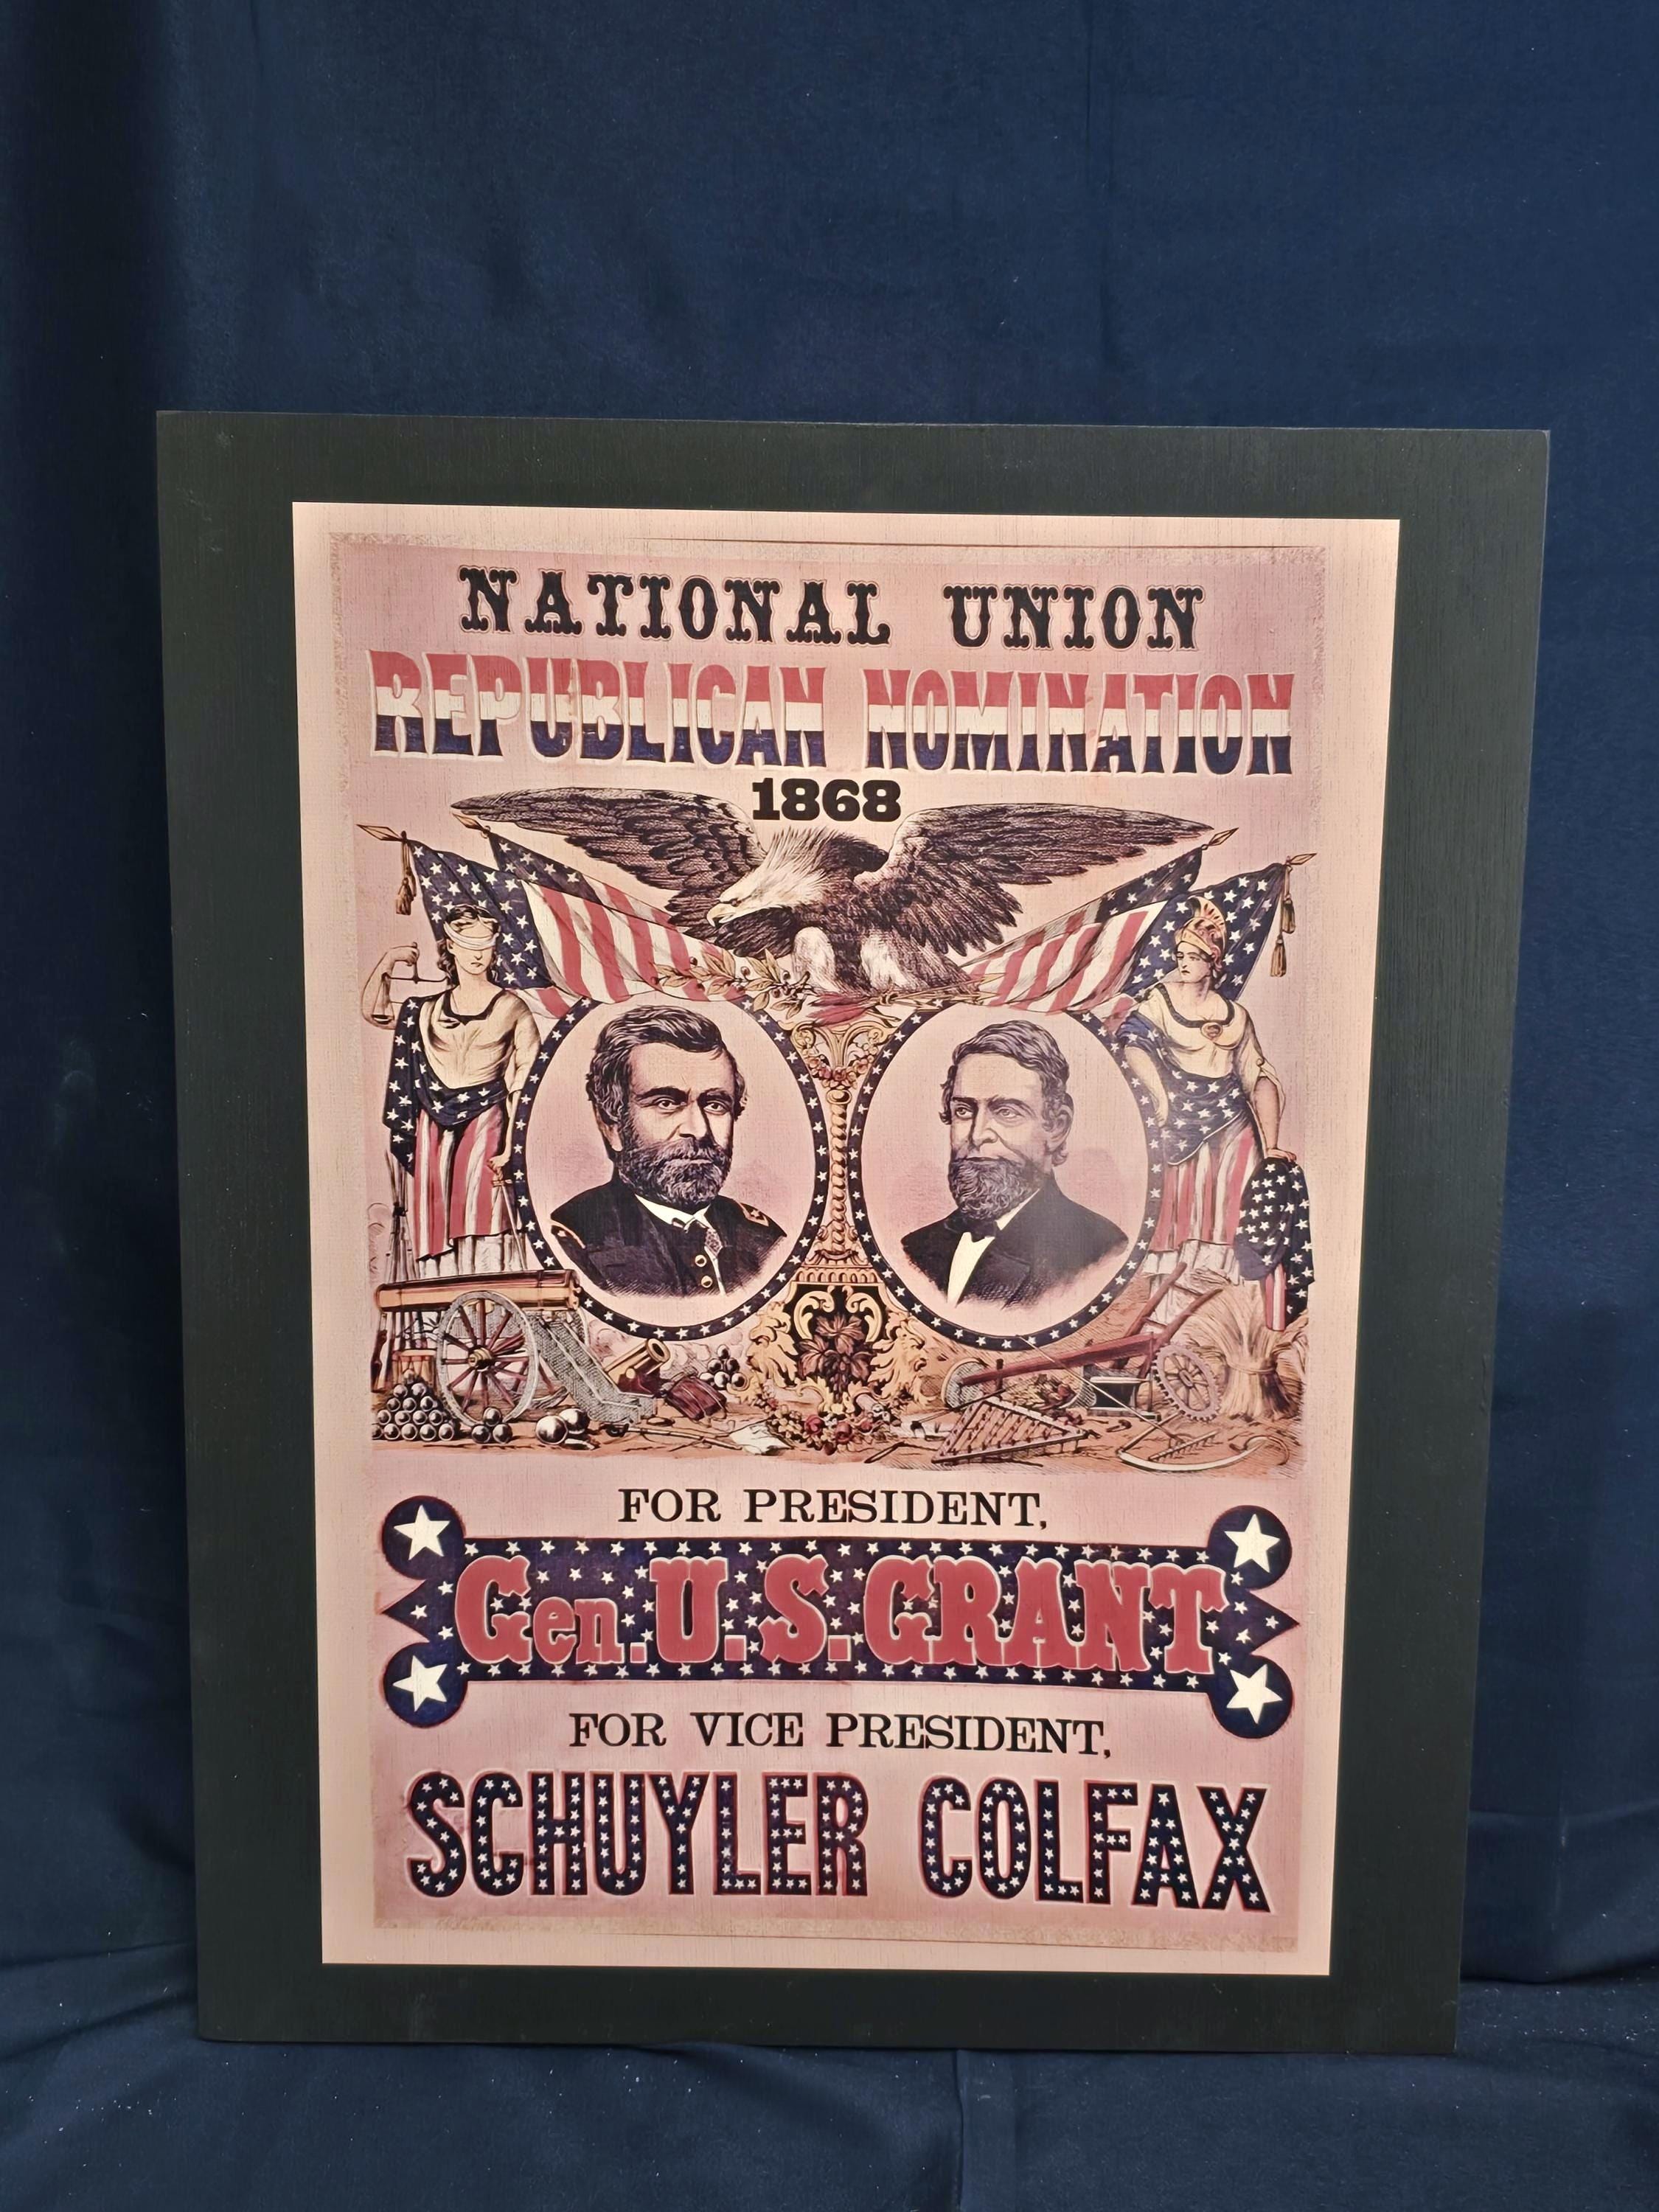 NATIONAL UNION
REPUBLICAN NOMINATION
1868
FOR PRESIDENT,
Gen. U. S. GRANT
FOR VICE PRESIDENT,
SCHUYLER COLFAX